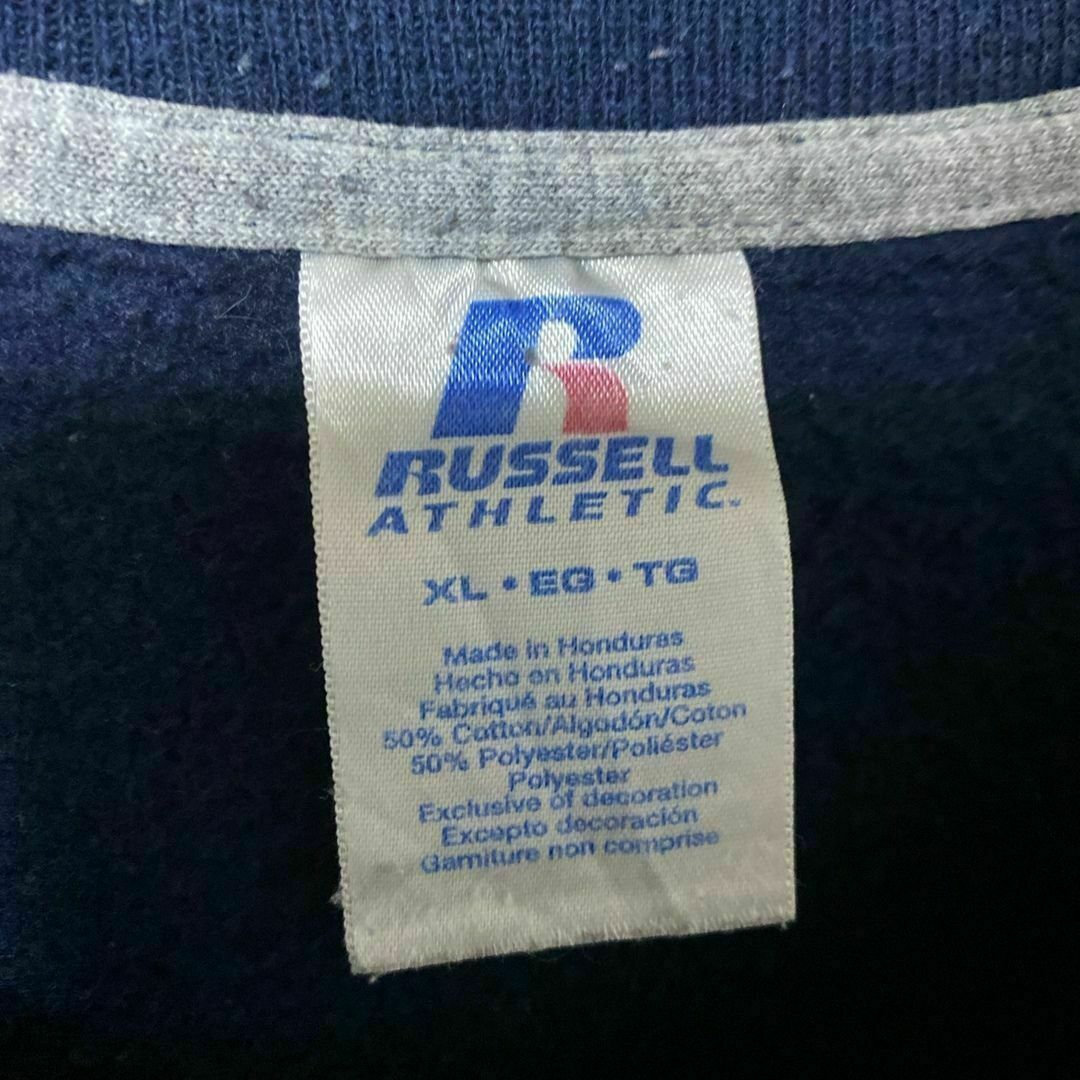 R
RUSSELL
ATHLETIC™
XL • EG • TG
Made in Honduras
Hecho en Honduras
Fabriqué au Honduras
50% Cotton/Algodón/Coton
50% Polyester/Poliéster
Polyester
Exclusive of decoration
Excepto decoración
Garniture non comprise